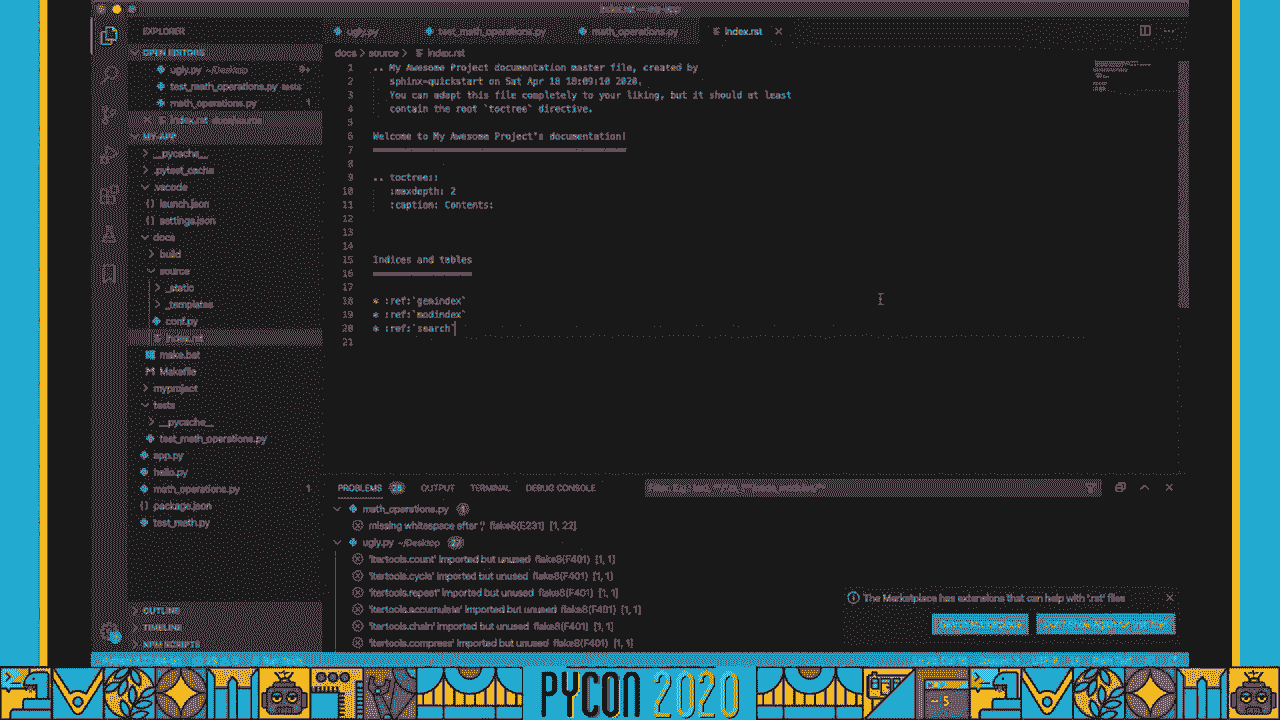 index.rst — my-app
EXPLORER
OPEN EDITORS
ugly.py ~/Desktop 9+
test_math_operations.py tests
math_operations.py 1
index.rst docs/source
MY-APP
__pycache__
.pytest_cache
.vscode
launch.json
settings.json
docs
build
source
_static
_templates
conf.py
index.rst
make.bat
Makefile
myproject
tests
__pycache__
test_math_operations.py
app.py
hello.py
math_operations.py 1
package.json
test_math.py
OUTLINE
TIMELINE
NPM SCRIPTS
ugly.py test_math_operations.py math_operations.py index.rst
docs > source > index.rst
1 .. My Awesome Project documentation master file, created by
2 sphinx-quickstart on Sat Apr 18 18:09:10 2020.
3 You can adapt this file completely to your liking, but it should at least
4 contain the root `toctree` directive.
5
6 Welcome to My Awesome Project's documentation!
7 ==============================================
8
9 .. toctree::
10 :maxdepth: 2
11 :caption: Contents:
12
13
14
15 Indices and tables
16 ==================
17
18 * :ref:`genindex`
19 * :ref:`modindex`
20 * :ref:`search`
21
PROBLEMS 28 OUTPUT TERMINAL DEBUG CONSOLE
math_operations.py 1
missing whitespace after ',' flake8(E231) [1, 22]
ugly.py ~/Desktop 27
'itertools.count' imported but unused flake8(F401) [1, 1]
'itertools.cycle' imported but unused flake8(F401) [1, 1]
'itertools.repeat' imported but unused flake8(F401) [1, 1]
'itertools.accumulate' imported but unused flake8(F401) [1, 1]
'itertools.chain' imported but unused flake8(F401) [1, 1]
'itertools.compress' imported but unused flake8(F401) [1, 1]
The Marketplace has extensions that can help with '.rst' files
PYCON 2020